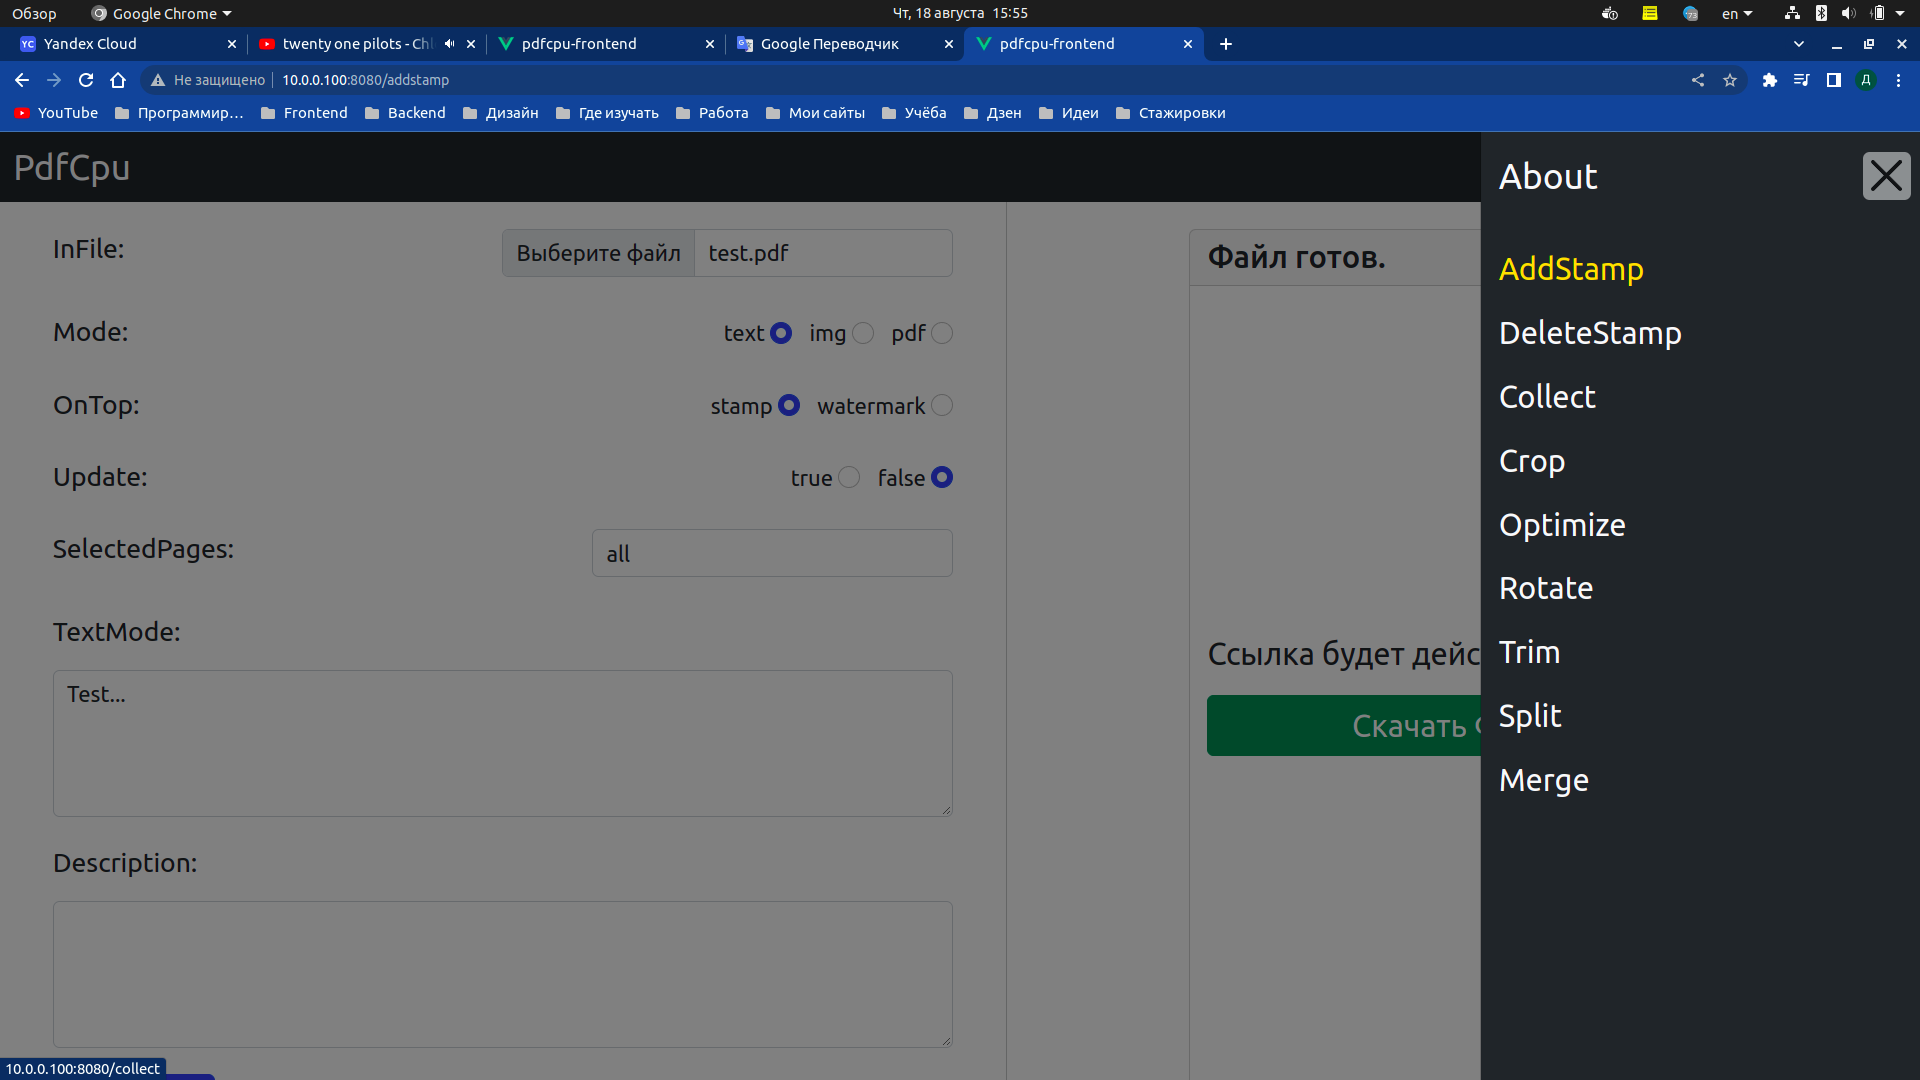 Обзор Google Chrome Чт, 18 августа 15:55 en
Yandex Cloud twenty one pilots - Chl pdfcpu-frontend Google Переводчик pdfcpu-frontend
Не защищено 10.0.0.100:8080/addstamp Д
YouTube Программир... Frontend Backend Дизайн Где изучать Работа Мои сайты Учёба Дзен Идеи Стажировки
PdfCpu
InFile: Выберите файл test.pdf
Mode: text img pdf
OnTop: stamp watermark
Update: true false
SelectedPages: all
TextMode:
Test...
Description:
Файл готов.
Ссылка будет дейс
Скачать
About
AddStamp
DeleteStamp
Collect
Crop
Optimize
Rotate
Trim
Split
Merge
10.0.0.100:8080/collect